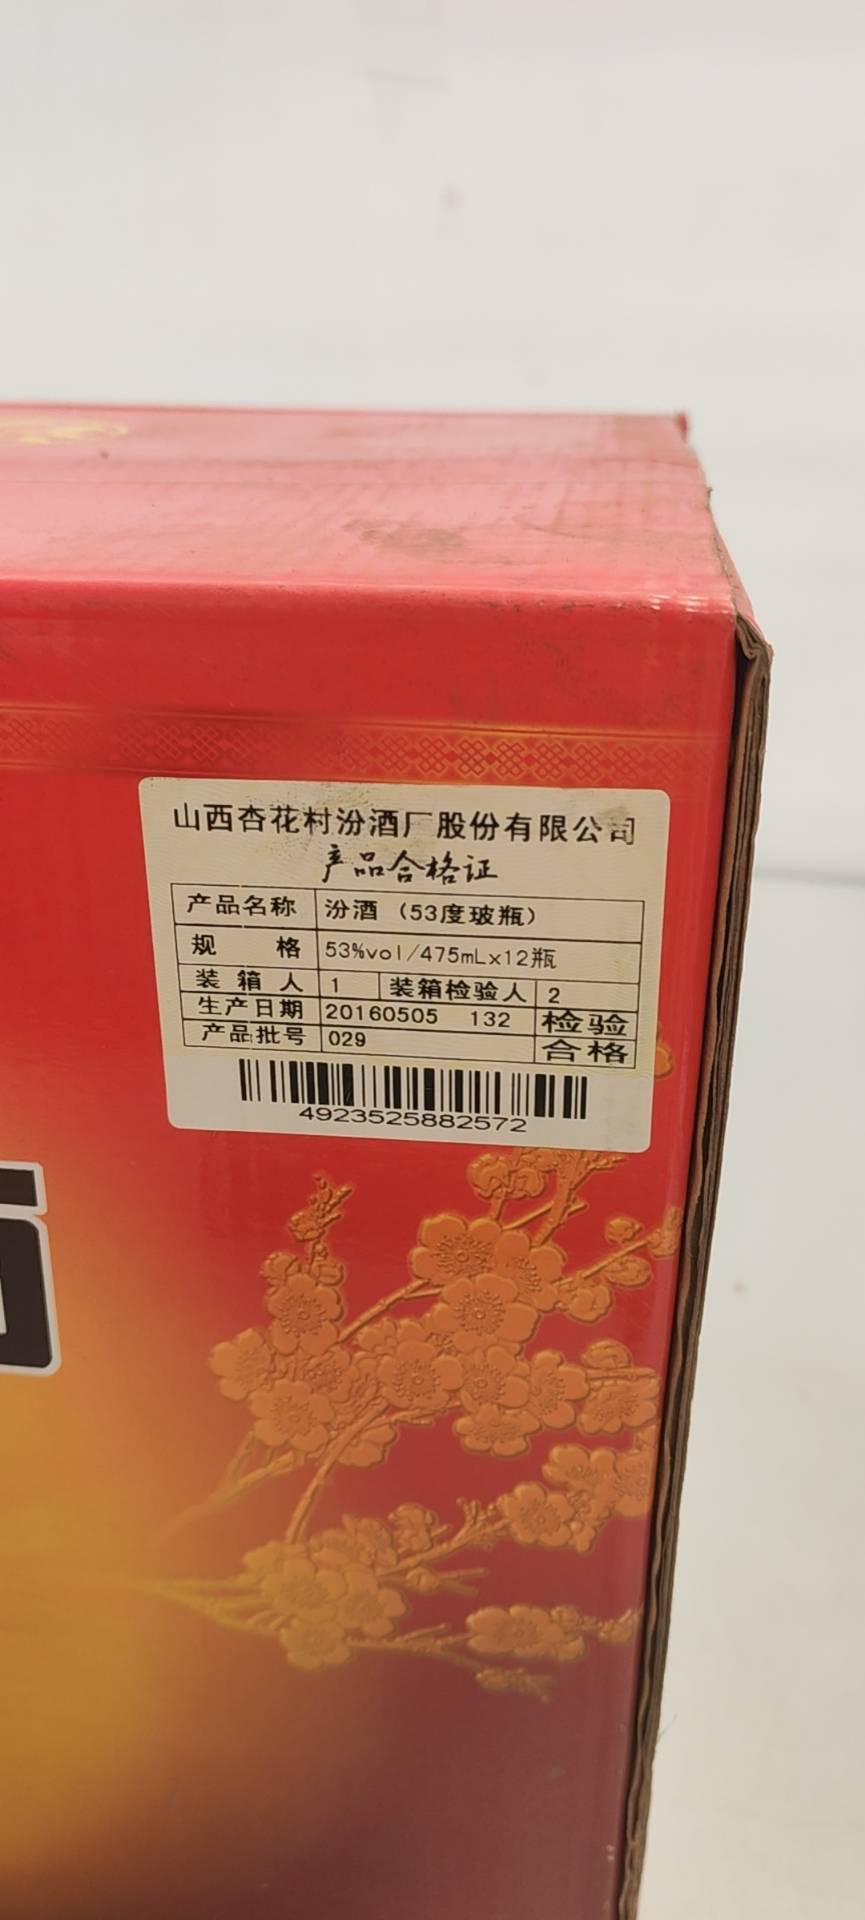 山西杏花村汾酒厂股份有限公司
产品合格证
产品名称 汾酒（53度玻瓶）
规 格 53%vol/475mL×12瓶
装 箱 人 1 装箱检验人 2
生产日期 20160505 132 检验
产品批号 029 合格
4923525882572